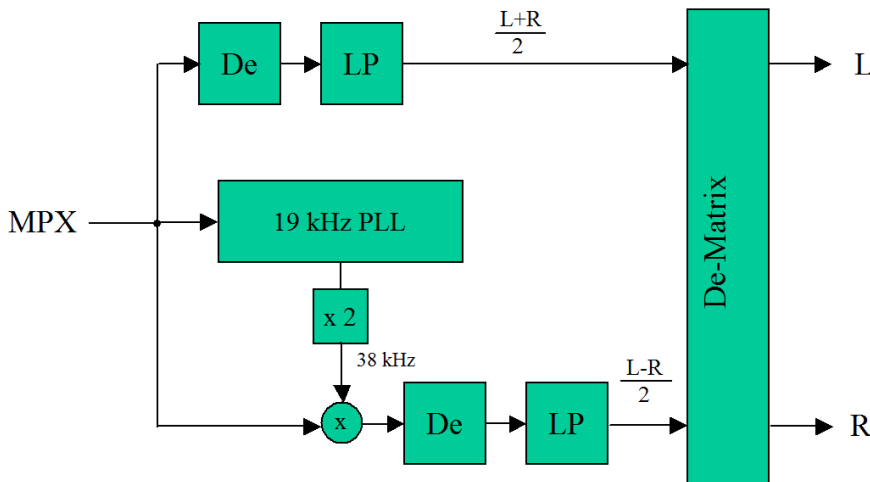 L+R
2
De
LP
L
MPX
19 kHz PLL
De-Matrix
x 2
38 kHz
L-R
2
x
De
LP
R